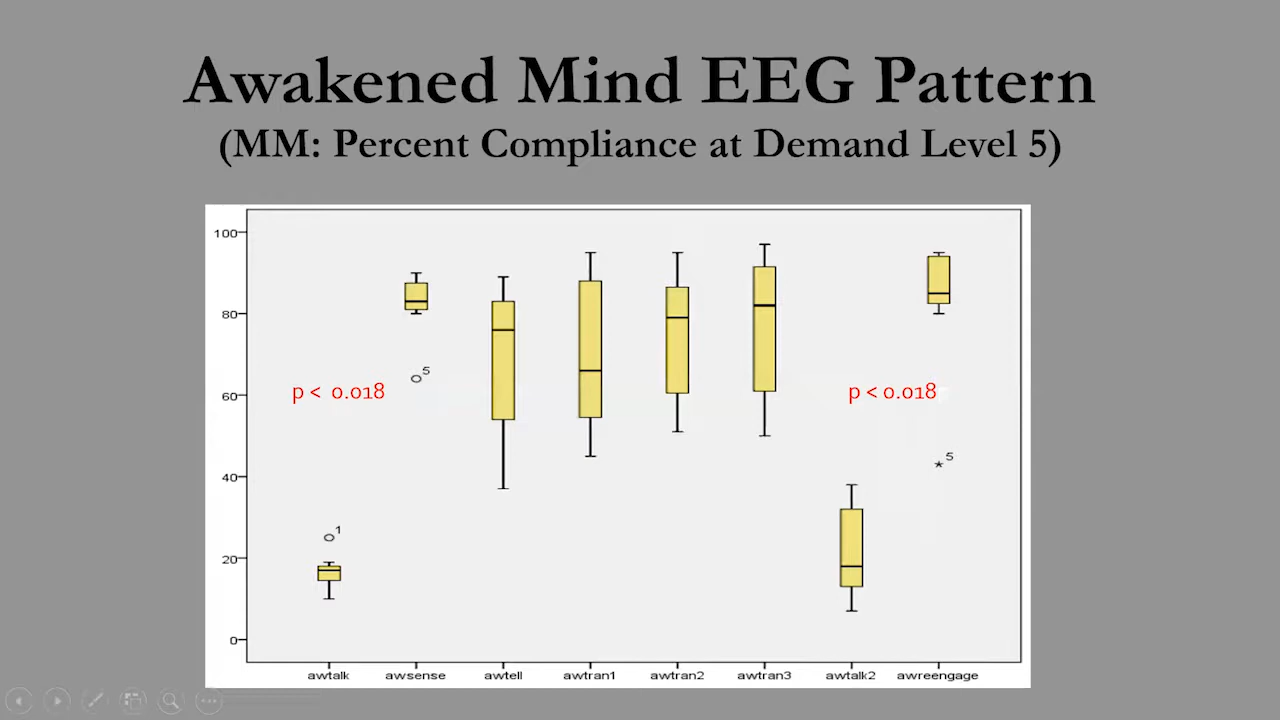 Awakened Mind EEG Pattern
(MM: Percent Compliance at Demand Level 5)
100
80
60
40
20
0
5
p < 0.018
p < 0.018
5
1
awtalk awsense awtell awtran1 awtran2 awtran3 awtalk2 awreengage